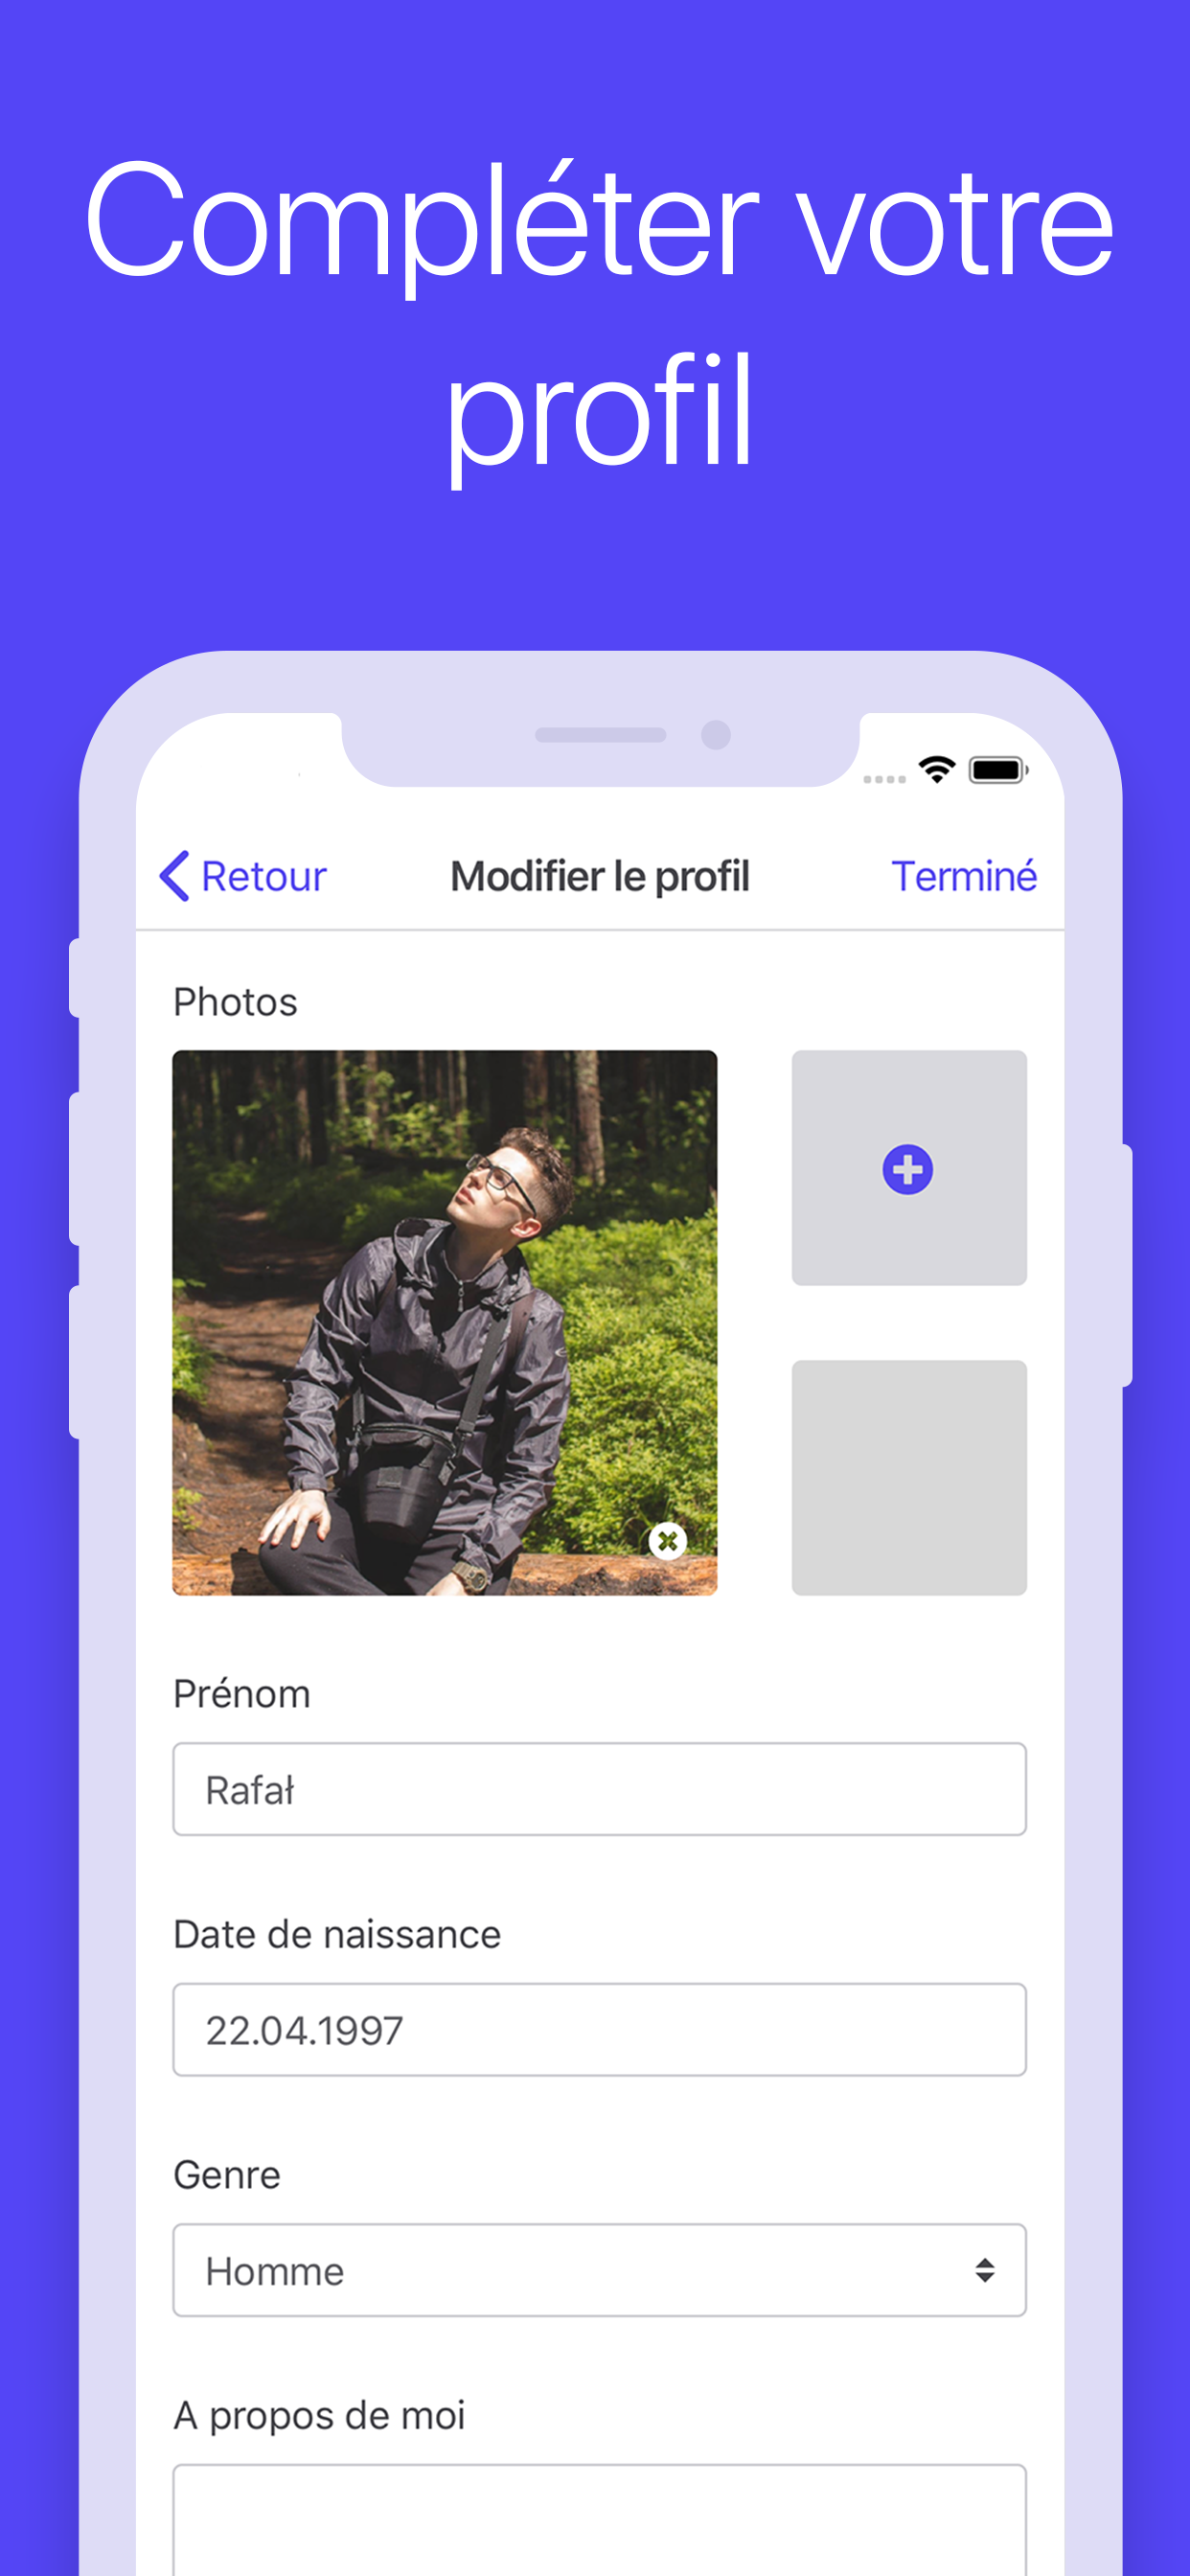 Compléter votre
profil
Retour
Modifier le profil
Terminé
Photos
Prénom
Rafał
Date de naissance
22.04.1997
Genre
Homme
A propos de moi